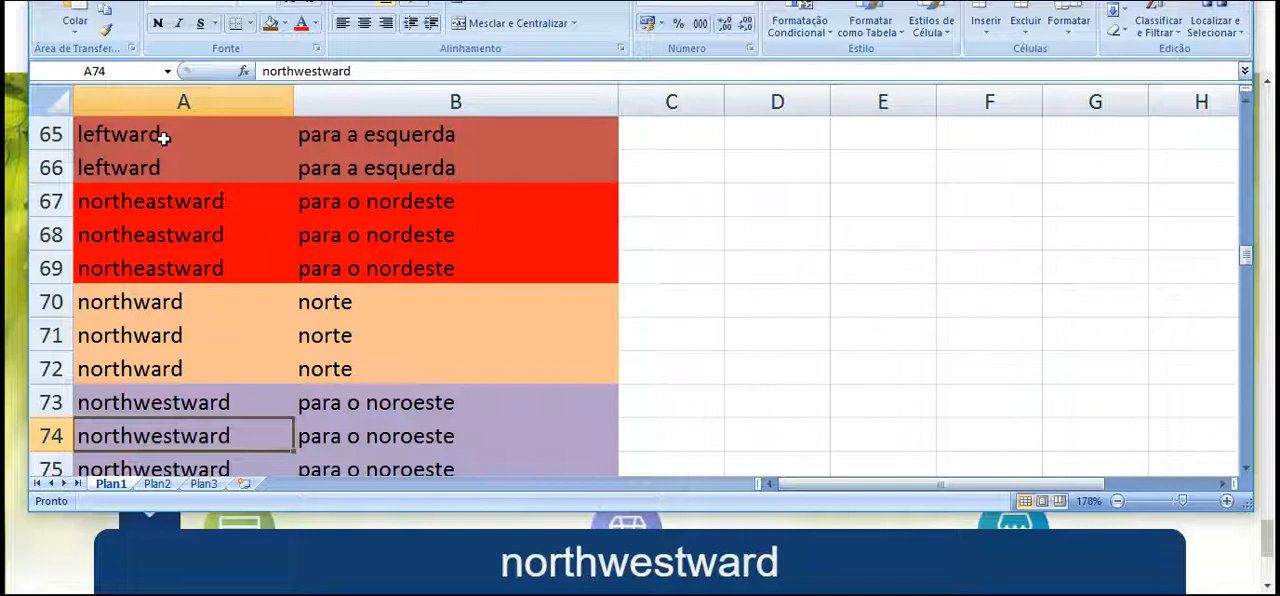 Colar
N I S A
Mesclar e Centralizar
% 000
Formatação Condicional
Formatar como Tabela
Estilos de Célula
Inserir
Excluir
Formatar
Classificar e Filtrar
Localizar e Selecionar
Área de Transfer...
Fonte
Alinhamento
Número
Estilo
Células
Edição
A74 fx northwestward
A B C D E F G H
65 leftward para a esquerda
66 leftward para a esquerda
67 northeastward para o nordeste
68 northeastward para o nordeste
69 northeastward para o nordeste
70 northward norte
71 northward norte
72 northward norte
73 northwestward para o noroeste
74 northwestward para o noroeste
75 northwestward para o noroeste
Plan1 Plan2 Plan3
Pronto 178%
northwestward